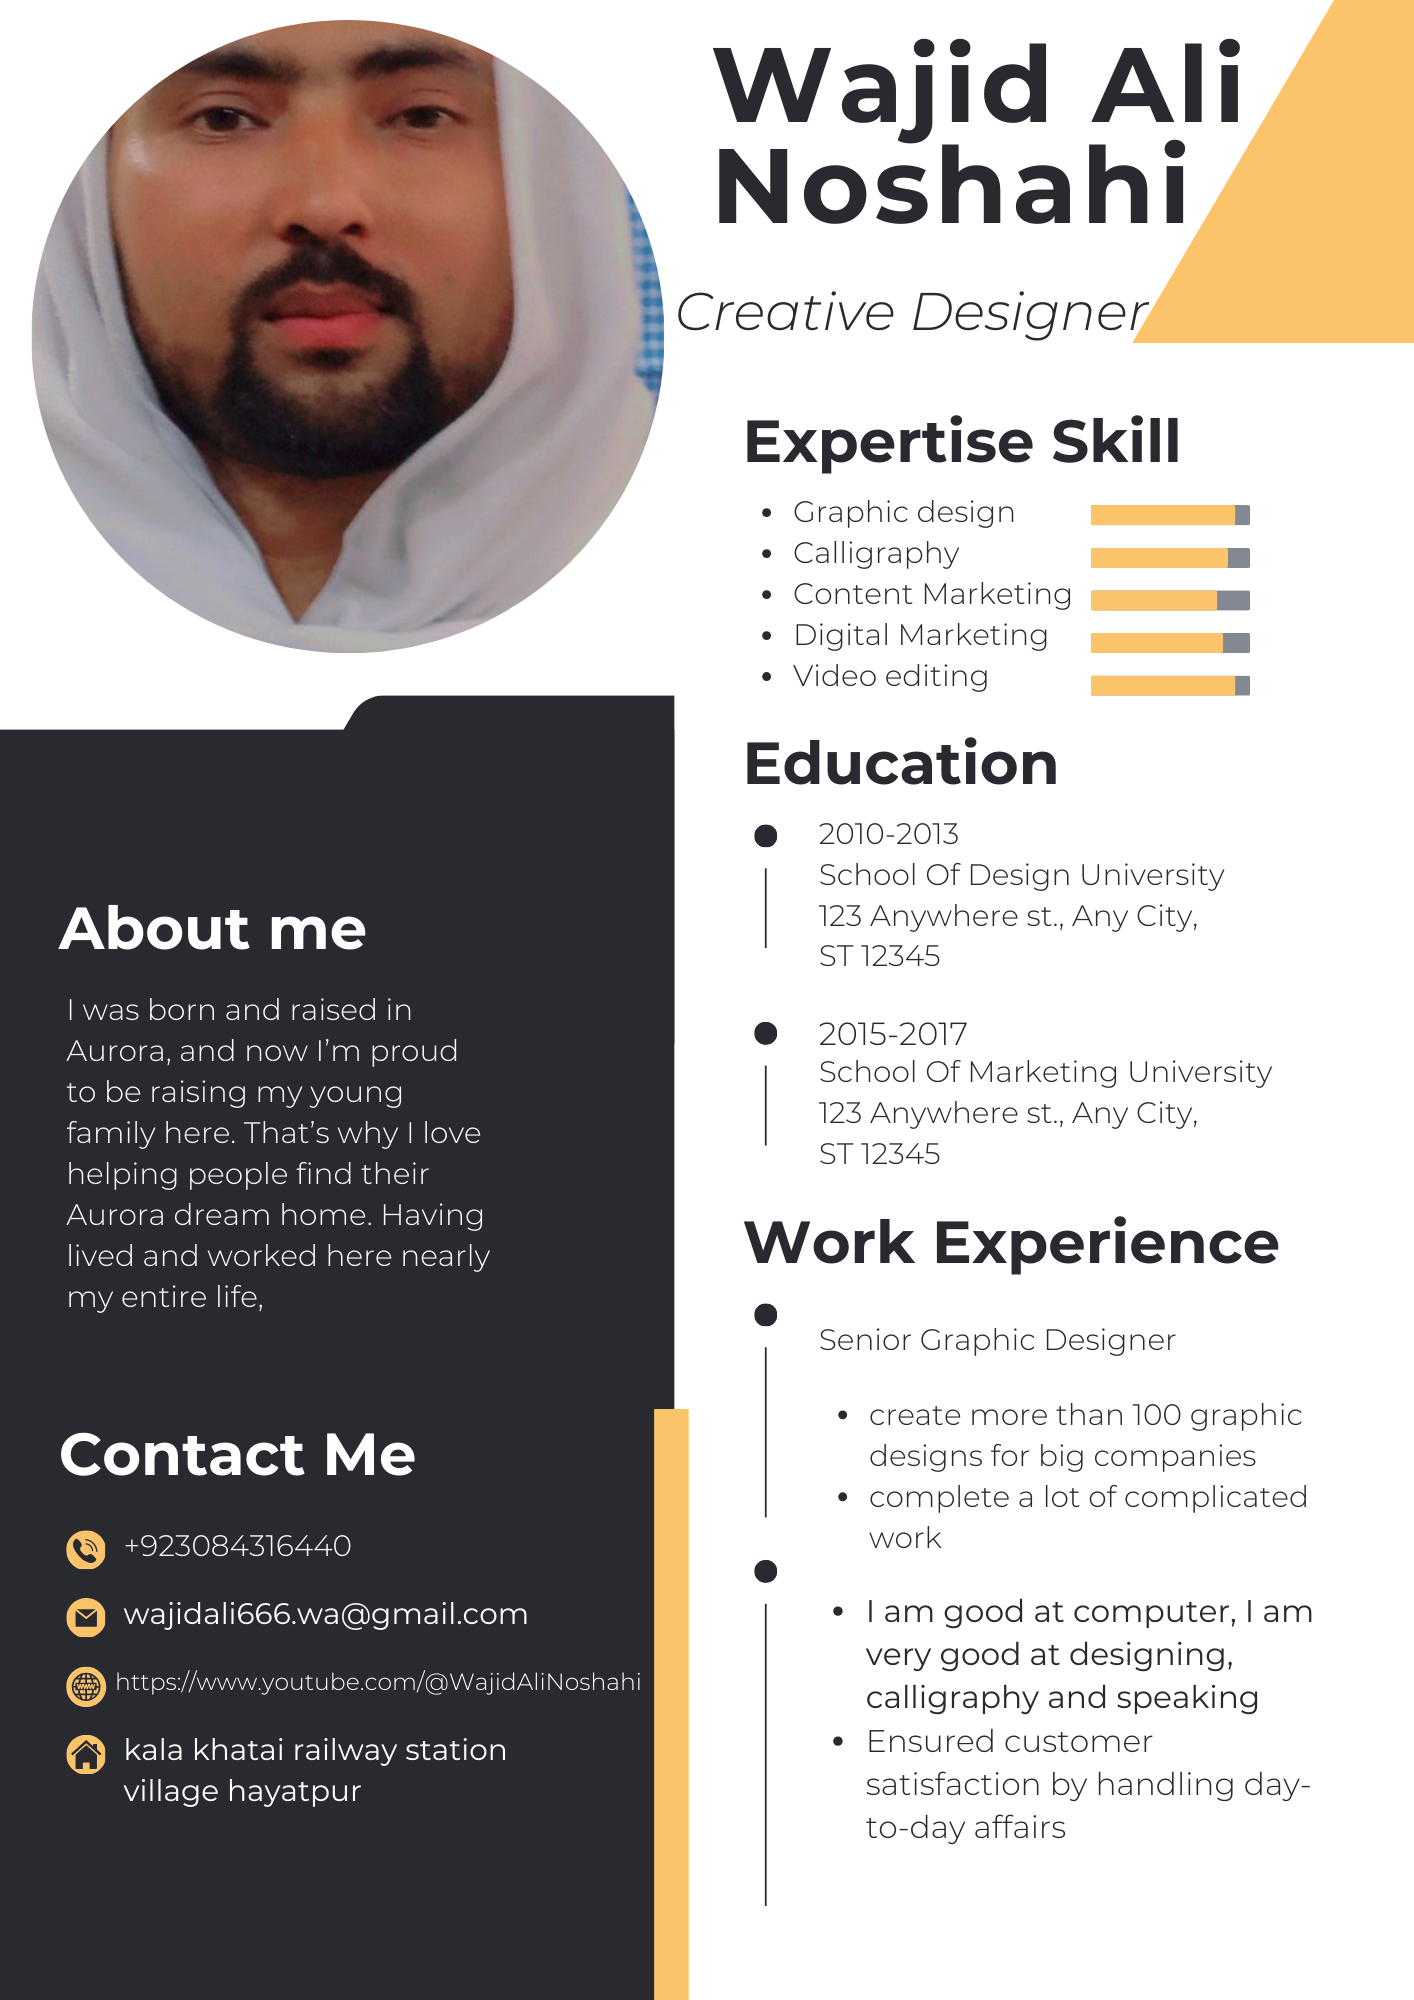 Wajid Ali
Noshahi
Creative Designer
Expertise Skill
• Graphic design
• Calligraphy
• Content Marketing
• Digital Marketing
• Video editing
Education
2010-2013
School Of Design University
123 Anywhere st., Any City,
ST 12345
2015-2017
School Of Marketing University
123 Anywhere st., Any City,
ST 12345
Work Experience
Senior Graphic Designer
• create more than 100 graphic
designs for big companies
• complete a lot of complicated
work
• I am good at computer, I am
very good at designing,
calligraphy and speaking
• Ensured customer
satisfaction by handling day-
to-day affairs
About me
I was born and raised in
Aurora, and now I’m proud
to be raising my young
family here. That’s why I love
helping people find their
Aurora dream home. Having
lived and worked here nearly
my entire life,
Contact Me
+923084316440
wajidali666.wa@gmail.com
https://www.youtube.com/@WajidAliNoshahi
kala khatai railway station
village hayatpur